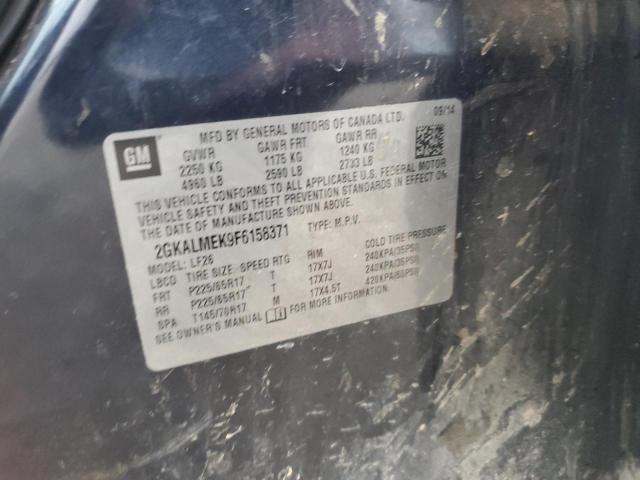 GM
MFD BY GENERAL MOTORS OF CANADA LTD. 09/14
GVWR GAWR FRT GAWR RR
2250 KG 1175 KG 1240 KG
4960 LB 2590 LB 2733 LB
THIS VEHICLE CONFORMS TO ALL APPLICABLE U.S. FEDERAL MOTOR
VEHICLE SAFETY AND THEFT PREVENTION STANDARDS IN EFFECT ON
THE DATE OF MANUFACTURE SHOWN ABOVE.
2GKALMEK9F6158371 TYPE: M.P.V.
MODEL: LF26
LBCD TIRE SIZE SPEED RTG RIM COLD TIRE PRESSURE
FRT P225/65R17 T 17X7J 240KPA(35PSI)
RR P225/65R17 T 17X7J 240KPA(35PSI)
SPA T145/70R17 M 17X4.5T 420KPA(60PSI)
SEE OWNER'S MANUAL FOR MORE INFORMATION